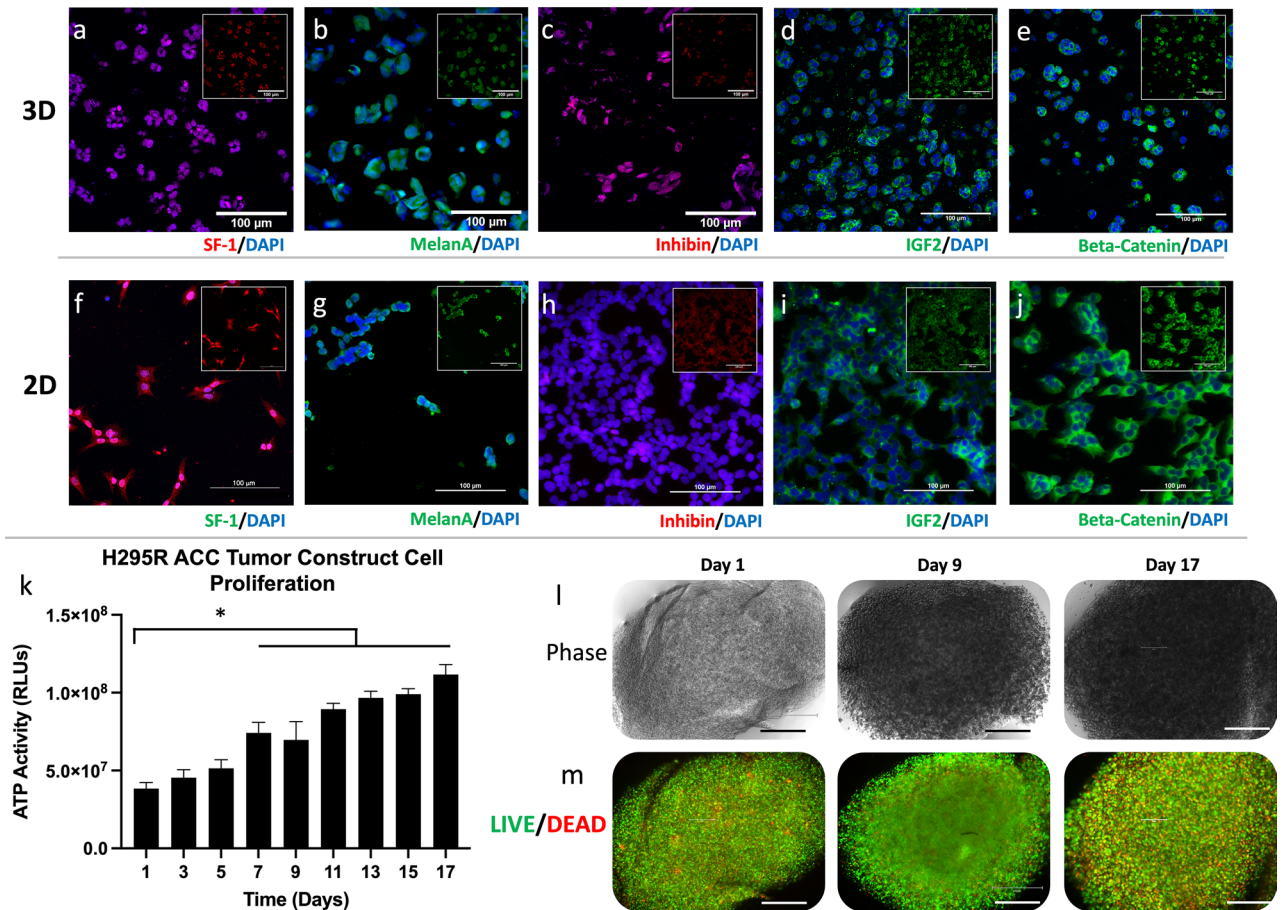 a b c d e
3D
100 μm 100 μm 100 μm 100 μm
100 μm 100 μm 100 μm 100 μm 100 μm
SF-1/DAPI MelanA/DAPI Inhibin/DAPI IGF2/DAPI Beta-Catenin/DAPI
f g h i j
2D
100 μm 100 μm 100 μm 100 μm 100 μm
SF-1/DAPI MelanA/DAPI Inhibin/DAPI IGF2/DAPI Beta-Catenin/DAPI
H295R ACC Tumor Construct Cell
Proliferation
k
1.5×10⁸
1.0×10⁸
5.0×10⁷
0.0
*
ATP Activity (RLUs)
1 3 5 7 9 11 13 15 17
Time (Days)
Day 1 Day 9 Day 17
l
Phase
m
LIVE/DEAD